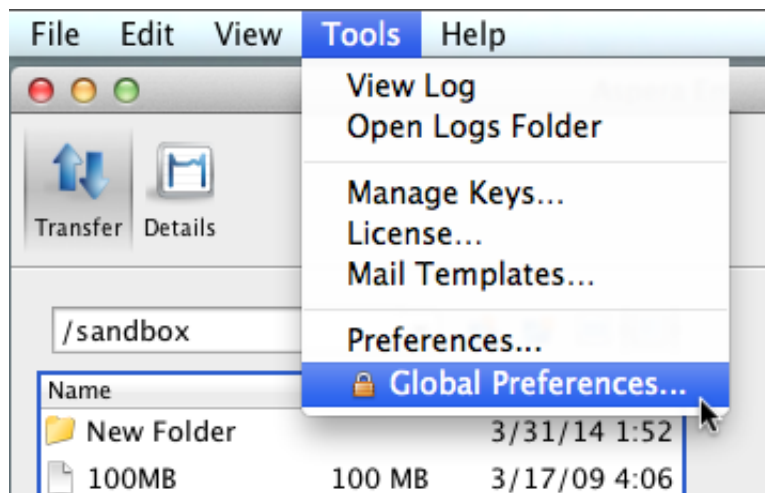 File Edit View Tools Help
View Log
Open Logs Folder
Manage Keys...
License...
Mail Templates...
Preferences...
Global Preferences...
Transfer Details
/sandbox
Name
New Folder 3/31/14 1:52
100MB 100 MB 3/17/09 4:06